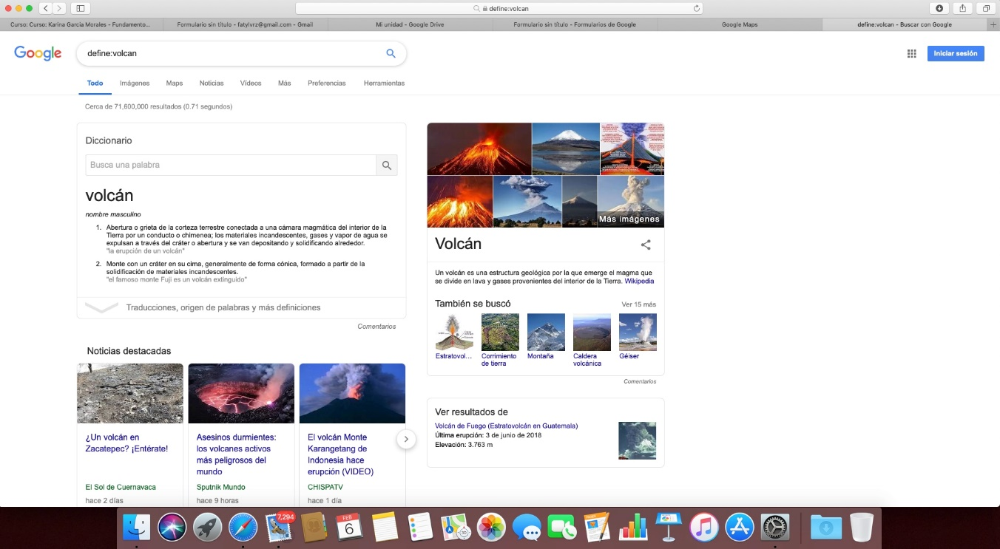 define:volcan
Curso: Curso: Karina García Morales - Fundamento...
Formulario sin título - fatylvrz@gmail.com - Gmail
Mi unidad - Google Drive
Formulario sin título - Formularios de Google
Google Maps
define:volcan - Buscar con Google
Google
define:volcan
Iniciar sesión
Todo
Imágenes
Maps
Noticias
Vídeos
Más
Preferencias
Herramientas
Cerca de 71,600,000 resultados (0.71 segundos)
Diccionario
Busca una palabra
volcán
nombre masculino
1. Abertura o grieta de la corteza terrestre conectada a una cámara magmática del interior de la
Tierra por un conducto o chimenea; los materiales incandescentes, gases y vapor de agua se
expulsan a través del cráter o abertura y se van depositando y solidificando alrededor.
"la erupción de un volcán"
2. Monte con un cráter en su cima, generalmente de forma cónica, formado a partir de la
solidificación de materiales incandescentes.
"el famoso monte Fuji es un volcán extinguido"
Traducciones, origen de palabras y más definiciones
Comentarios
Noticias destacadas
¿Un volcán en
Zacatepec? ¡Entérate!
El Sol de Cuernavaca
hace 2 días
Asesinos durmientes:
los volcanes activos
más peligrosos del
mundo
Sputnik Mundo
hace 9 horas
El volcán Monte
Karangetang de
Indonesia hace
erupción (VIDEO)
CHISPATV
hace 1 día
Más imágenes
Volcán
Un volcán es una estructura geológica por la que emerge el magma que
se divide en lava y gases provenientes del interior de la Tierra. Wikipedia
También se buscó
Ver 15 más
Estratovol...
Corrimiento
de tierra
Montaña
Caldera
volcánica
Géiser
Comentarios
Ver resultados de
Volcán de Fuego (Estratovolcán en Guatemala)
Última erupción: 3 de junio de 2018
Elevación: 3.763 m
7,294
FEB
6